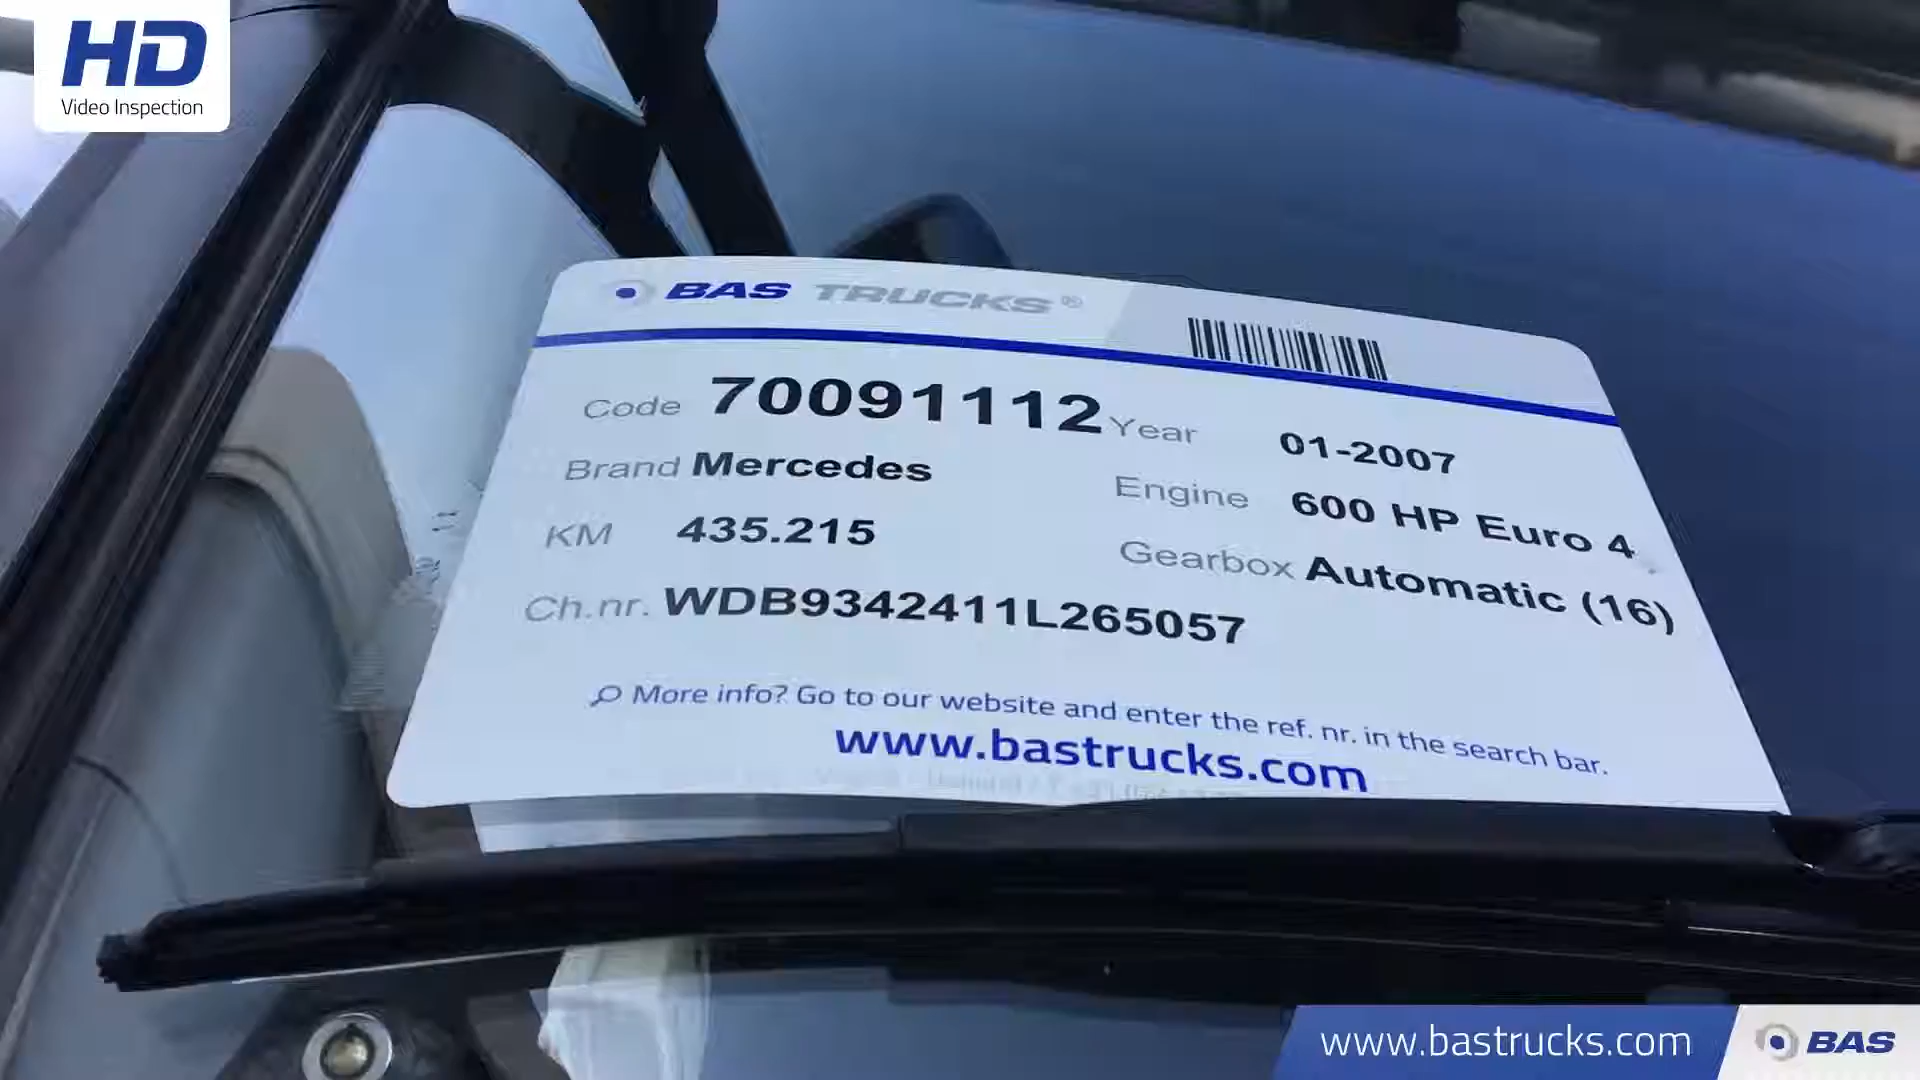 HD
Video Inspection
BAS TRUCKS®
Code 70091112 Year 01-2007
Brand Mercedes
Engine 600 HP Euro 4
KM 435.215
Gearbox Automatic (16)
Ch.nr. WDB9342411L265057
More info? Go to our website and enter the ref. nr. in the search bar.
www.bastrucks.com
www.bastrucks.com
BAS